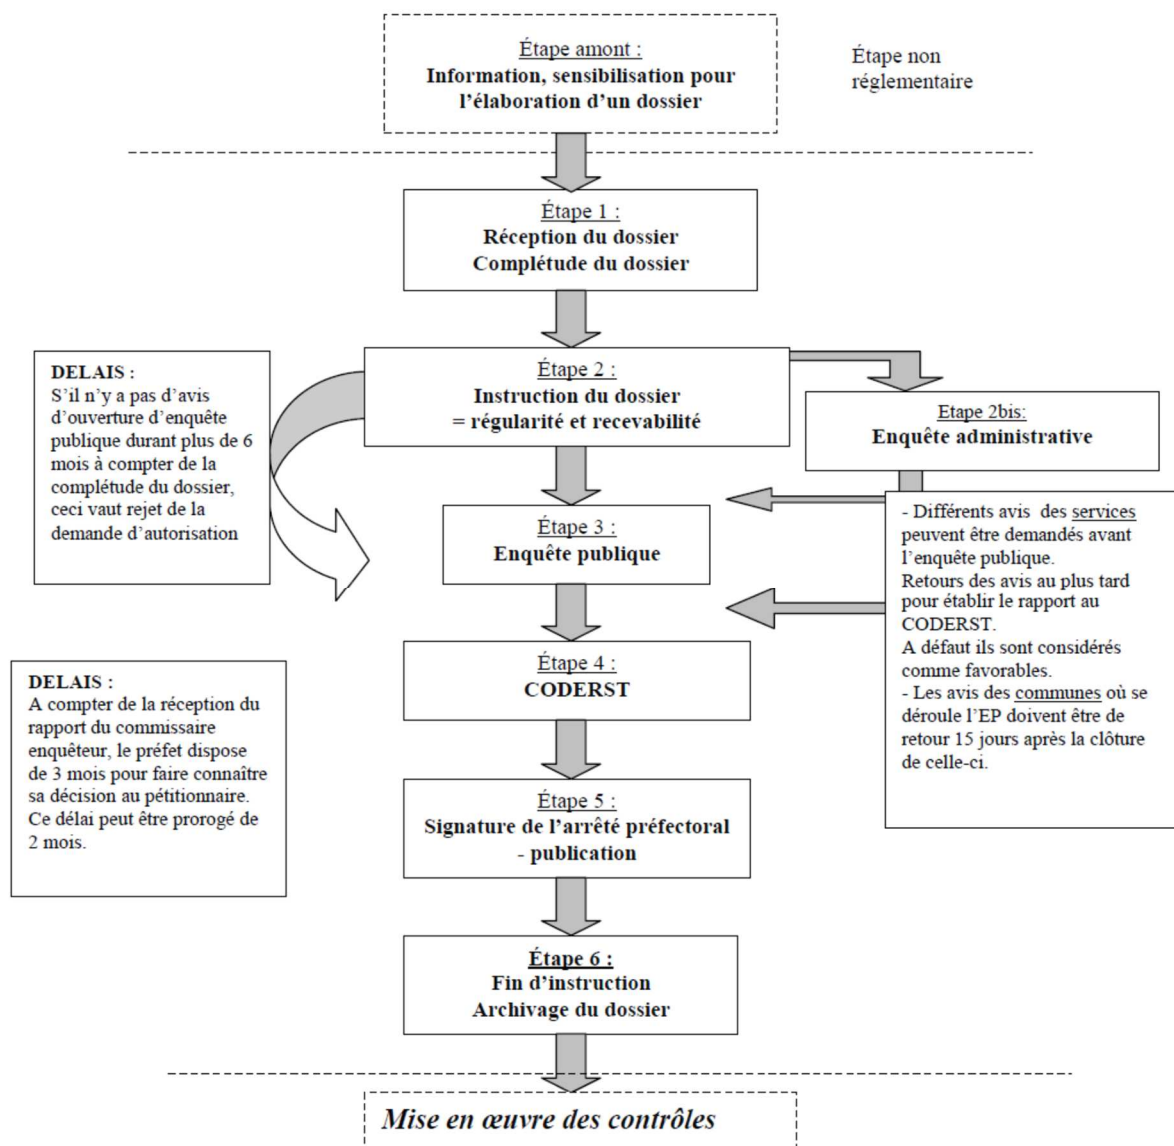 Étape amont :
Information, sensibilisation pour
l'élaboration d'un dossier
Étape non
réglementaire
Étape 1 :
Réception du dossier
Complétude du dossier
DELAIS :
S'il n'y a pas d'avis
d'ouverture d'enquête
publique durant plus de 6
mois à compter de la
complétude du dossier,
ceci vaut rejet de la
demande d'autorisation
Étape 2 :
Instruction du dossier
= régularité et recevabilité
Etape 2bis:
Enquête administrative
- Différents avis des services
peuvent être demandés avant
l'enquête publique.
Retours des avis au plus tard
pour établir le rapport au
CODERST.
A défaut ils sont considérés
comme favorables.
- Les avis des communes où se
déroule l'EP doivent être de
retour 15 jours après la clôture
de celle-ci.
Étape 3 :
Enquête publique
Étape 4 :
CODERST
DELAIS :
A compter de la réception du
rapport du commissaire
enquêteur, le préfet dispose
de 3 mois pour faire connaître
sa décision au pétitionnaire.
Ce délai peut être prorogé de
2 mois.
Étape 5 :
Signature de l'arrêté préfectoral
- publication
Étape 6 :
Fin d'instruction
Archivage du dossier
Mise en œuvre des contrôles